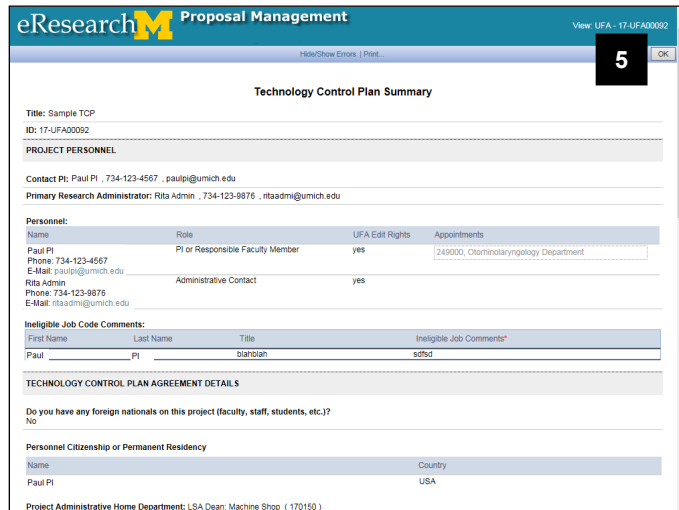 eResearch M Proposal Management
View: UFA - 17-UFA00092
Hide/Show Errors | Print...
5
OK
Technology Control Plan Summary
Title: Sample TCP
ID: 17-UFA00092
PROJECT PERSONNEL
Contact PI: Paul PI , 734-123-4567 , paulpi@umich.edu
Primary Research Administrator: Rita Admin , 734-123-9876 , ritaadmi@umich.edu
Personnel:
Name Role UFA Edit Rights Appointments
Paul PI PI or Responsible Faculty Member yes 249000, Otorhinolaryngology Department
Phone: 734-123-4567
E-Mail: paulpi@umich.edu
Rita Admin Administrative Contact yes
Phone: 734-123-9876
E-Mail: ritaadmi@umich.edu
Ineligible Job Code Comments:
First Name Last Name Title Ineligible Job Comments*
Paul PI blahblah sdfsd
TECHNOLOGY CONTROL PLAN AGREEMENT DETAILS
Do you have any foreign nationals on this project (faculty, staff, students, etc.)?
No
Personnel Citizenship or Permanent Residency
Name Country
Paul PI USA
Project Administrative Home Department: LSA Dean: Machine Shop ( 170150 )